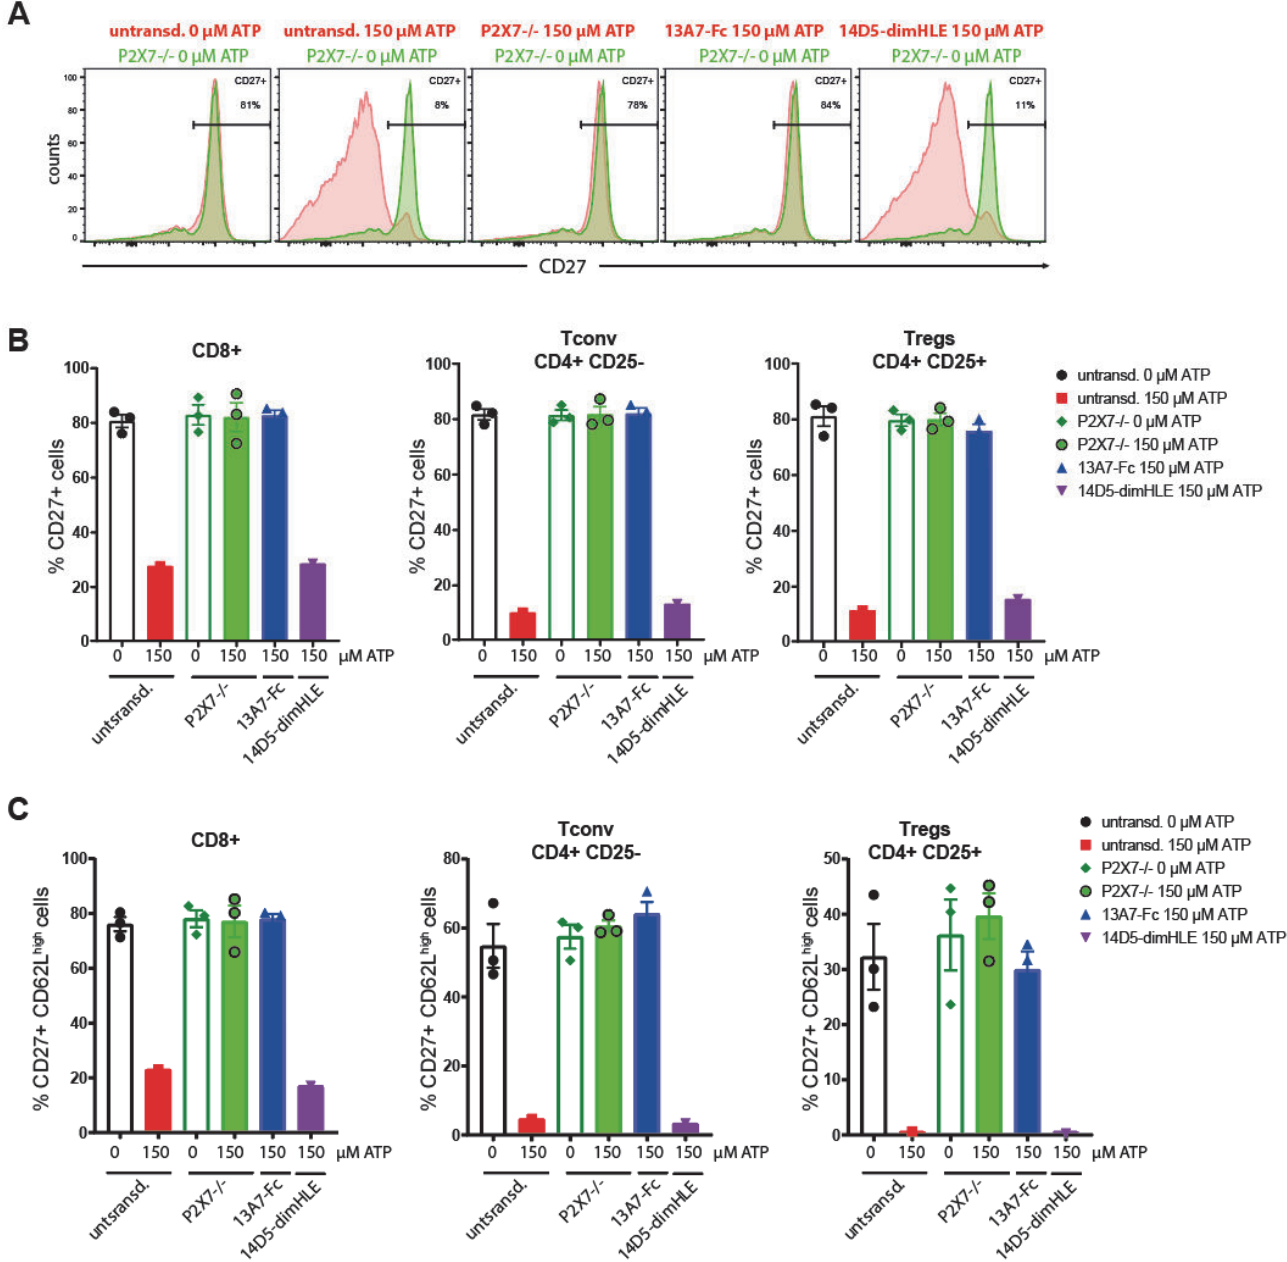 A
untransd. 0 µM ATP
P2X7-/- 0 µM ATP
untransd. 150 µM ATP
P2X7-/- 0 µM ATP
P2X7-/- 150 µM ATP
P2X7-/- 0 µM ATP
13A7-Fc 150 µM ATP
P2X7-/- 0 µM ATP
14D5-dimHLE 150 µM ATP
P2X7-/- 0 µM ATP
counts
100
80
60
40
20
0
CD27+
81%
CD27+
8%
CD27+
78%
CD27+
84%
CD27+
11%
CD27
B
CD8+
% CD27+ cells
100
80
60
40
20
0
0 150 0 150 150 150 µM ATP
untsransd.
P2X7-/-
13A7-Fc
14D5-dimHLE
Tconv
CD4+ CD25-
% CD27+ cells
100
80
60
40
20
0
0 150 0 150 150 150 µM ATP
untsransd.
P2X7-/-
13A7-Fc
14D5-dimHLE
Tregs
CD4+ CD25+
% CD27+ cells
100
80
60
40
20
0
0 150 0 150 150 150 µM ATP
untsransd.
P2X7-/-
13A7-Fc
14D5-dimHLE
untransd. 0 µM ATP
untransd. 150 µM ATP
P2X7-/- 0 µM ATP
P2X7-/- 150 µM ATP
13A7-Fc 150 µM ATP
14D5-dimHLE 150 µM ATP
C
CD8+
% CD27+ CD62Lhigh cells
100
80
60
40
20
0
0 150 0 150 150 150 µM ATP
untsransd.
P2X7-/-
13A7-Fc
14D5-dimHLE
Tconv
CD4+ CD25-
% CD27+ CD62Lhigh cells
80
60
40
20
0
0 150 0 150 150 150 µM ATP
untsransd.
P2X7-/-
13A7-Fc
14D5-dimHLE
Tregs
CD4+ CD25+
% CD27+ CD62Lhigh cells
50
40
30
20
10
0
0 150 0 150 150 150 µM ATP
untsransd.
P2X7-/-
13A7-Fc
14D5-dimHLE
untransd. 0 µM ATP
untransd. 150 µM ATP
P2X7-/- 0 µM ATP
P2X7-/- 150 µM ATP
13A7-Fc 150 µM ATP
14D5-dimHLE 150 µM ATP